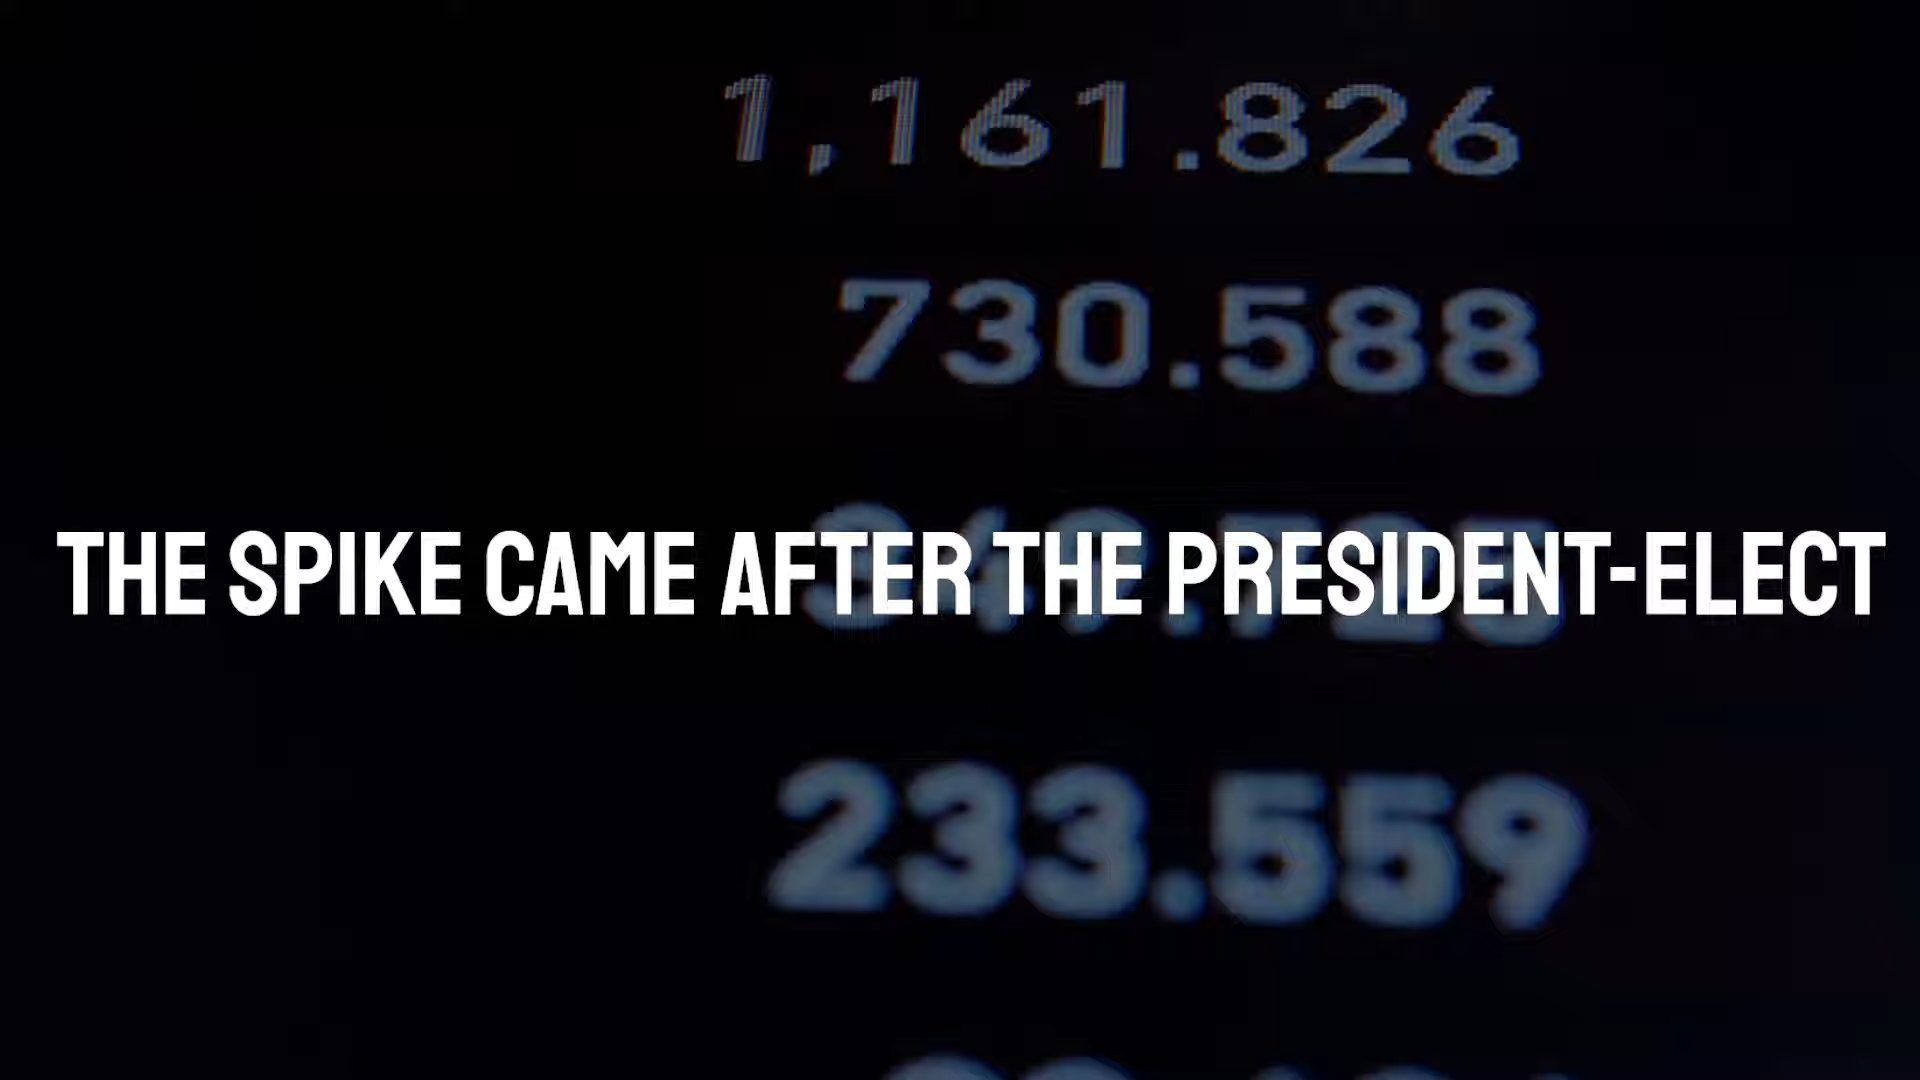 1,161.826
730.588
THE SPIKE CAME AFTER THE PRESIDENT-ELECT
233.559